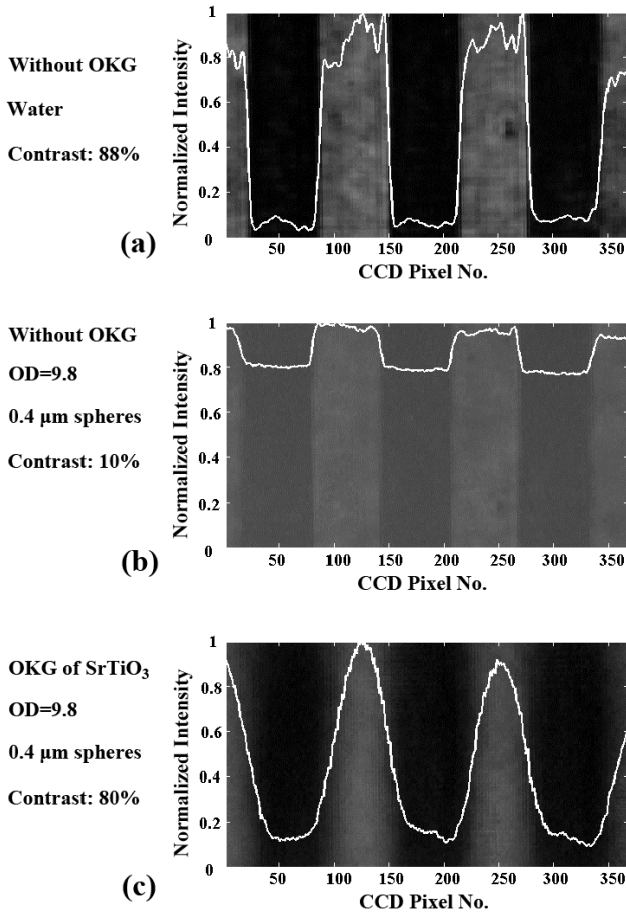 Without OKG
Water
Contrast: 88%
(a)
Normalized Intensity
1
0.8
0.6
0.4
0.2
0
50 100 150 200 250 300 350
CCD Pixel No.
Without OKG
OD=9.8
0.4 μm spheres
Contrast: 10%
(b)
Normalized Intensity
1
0.8
0.6
0.4
0.2
0
50 100 150 200 250 300 350
CCD Pixel No.
OKG of SrTiO₃
OD=9.8
0.4 μm spheres
Contrast: 80%
(c)
Normalized Intensity
1
0.8
0.6
0.4
0.2
0
50 100 150 200 250 300 350
CCD Pixel No.